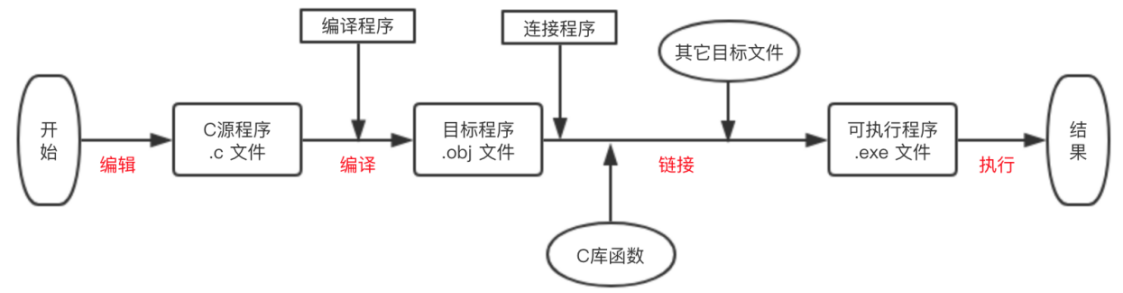 编译程序
连接程序
其它目标文件
开
始
C源程序
.c 文件
目标程序
.obj 文件
可执行程序
.exe 文件
结
果
编辑
编译
链接
执行
C库函数